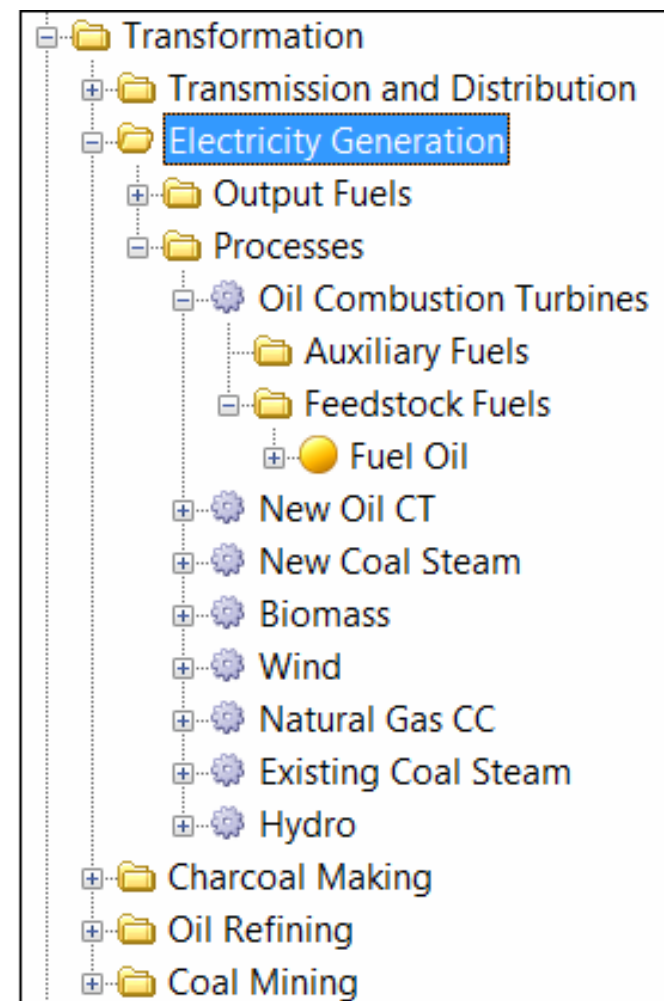 Transformation
Transmission and Distribution
Electricity Generation
Output Fuels
Processes
Oil Combustion Turbines
Auxiliary Fuels
Feedstock Fuels
Fuel Oil
New Oil CT
New Coal Steam
Biomass
Wind
Natural Gas CC
Existing Coal Steam
Hydro
Charcoal Making
Oil Refining
Coal Mining